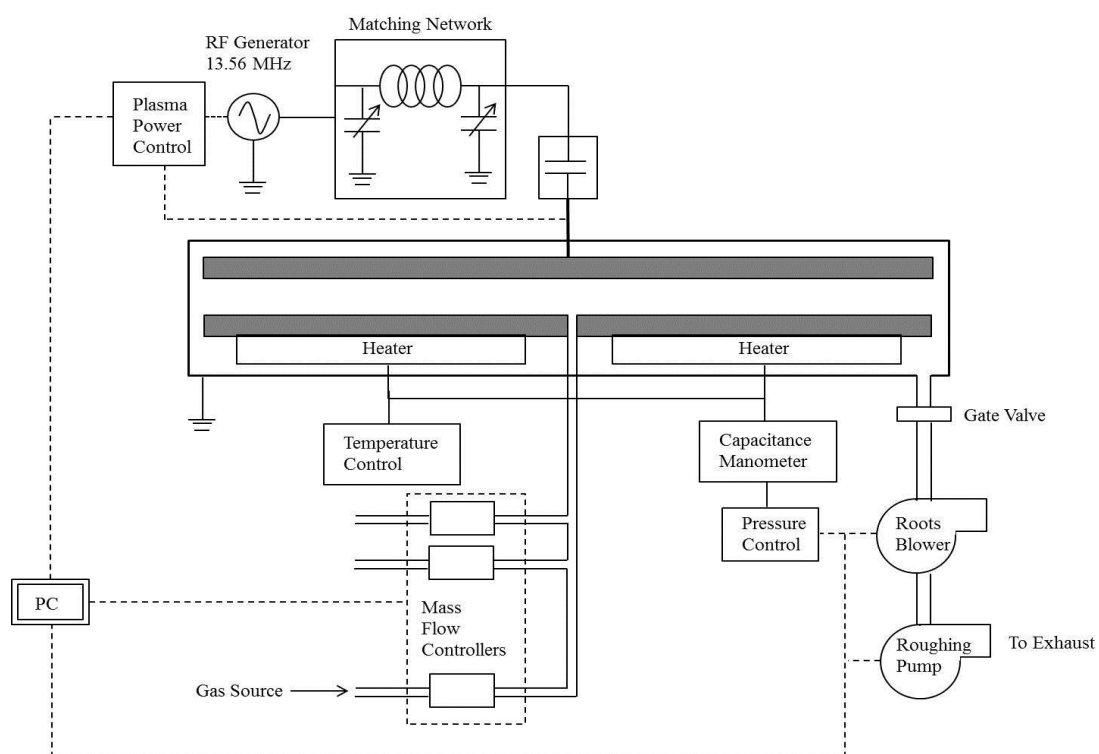 Matching Network
RF Generator
13.56 MHz
Plasma
Power
Control
Heater
Heater
Gate Valve
Temperature
Control
Capacitance
Manometer
Pressure
Control
Roots
Blower
PC
Mass
Flow
Controllers
Roughing
Pump
To Exhaust
Gas Source